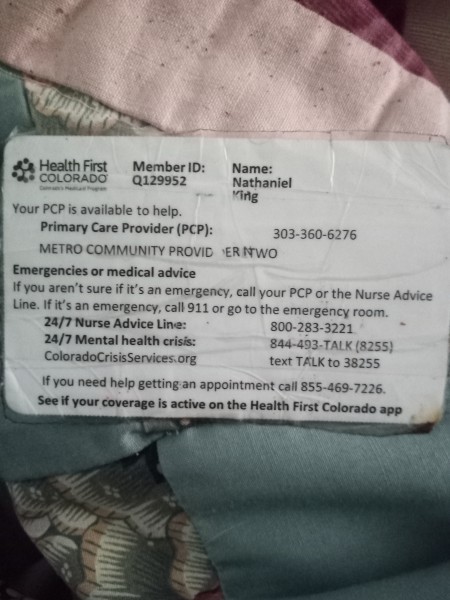 Health First
COLORADO
Colorado's Medicaid Program
Member ID:
Q129952
Name:
Nathaniel
King
Your PCP is available to help.
Primary Care Provider (PCP): 303-360-6276
METRO COMMUNITY PROVIDER NTWO
Emergencies or medical advice
If you aren't sure if it's an emergency, call your PCP or the Nurse Advice
Line. If it's an emergency, call 911 or go to the emergency room.
24/7 Nurse Advice Line: 800-283-3221
24/7 Mental health crisis: 844-493-TALK (8255)
ColoradoCrisisServices.org text TALK to 38255
If you need help getting an appointment call 855-469-7226.
See if your coverage is active on the Health First Colorado app